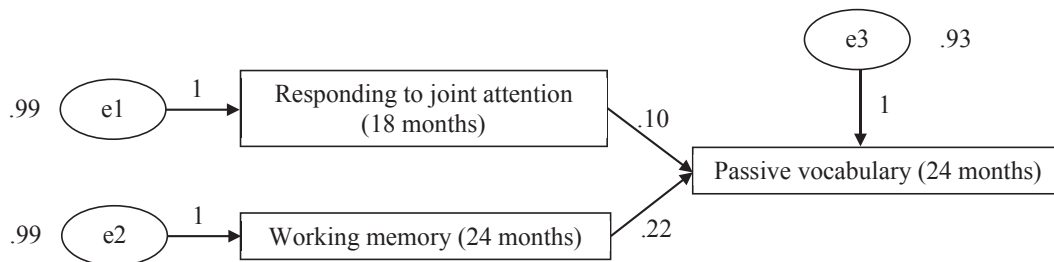 e3 .93
.99 e1 1 Responding to joint attention
(18 months)
.10
1
Passive vocabulary (24 months)
.99 e2 1 Working memory (24 months) .22